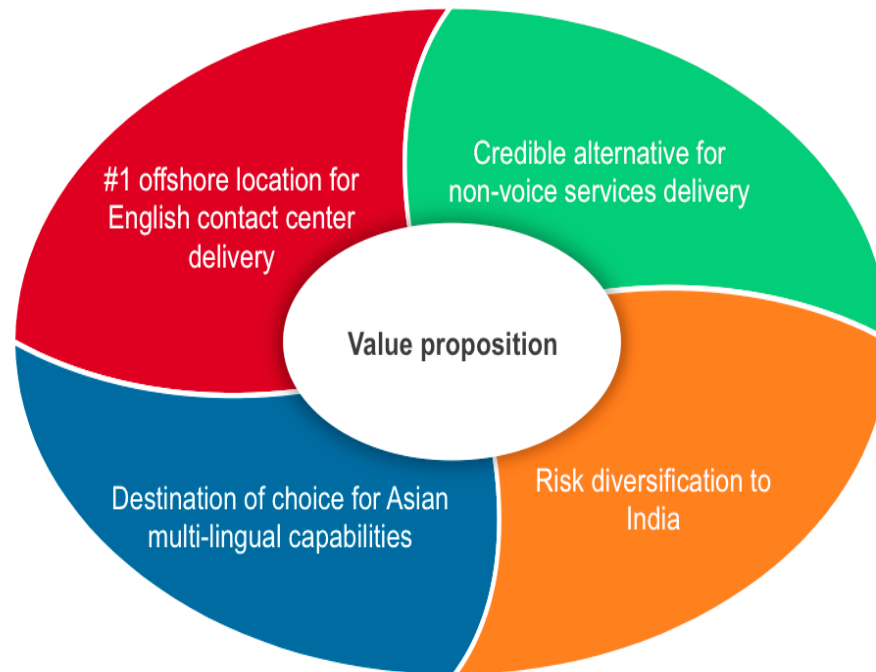 #1 offshore location for
English contact center
delivery
Credible alternative for
non-voice services delivery
Value proposition
Destination of choice for Asian
multi-lingual capabilities
Risk diversification to
India